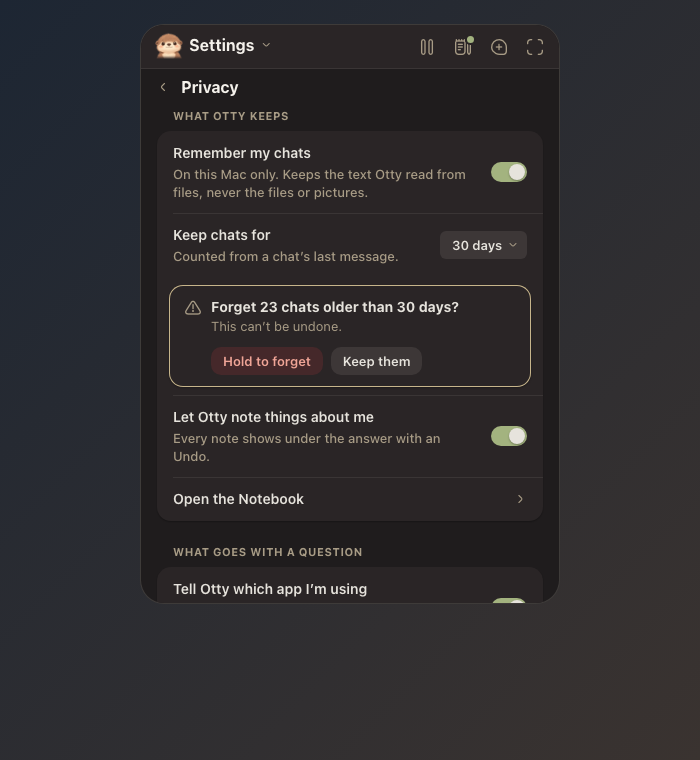 Settings
Privacy
WHAT OTTY KEEPS
Remember my chats
On this Mac only. Keeps the text Otty read from
files, never the files or pictures.
Keep chats for
Counted from a chat’s last message.
30 days
Forget 23 chats older than 30 days?
This can’t be undone.
Hold to forget
Keep them
Let Otty note things about me
Every note shows under the answer with an
Undo.
Open the Notebook
WHAT GOES WITH A QUESTION
Tell Otty which app I’m using